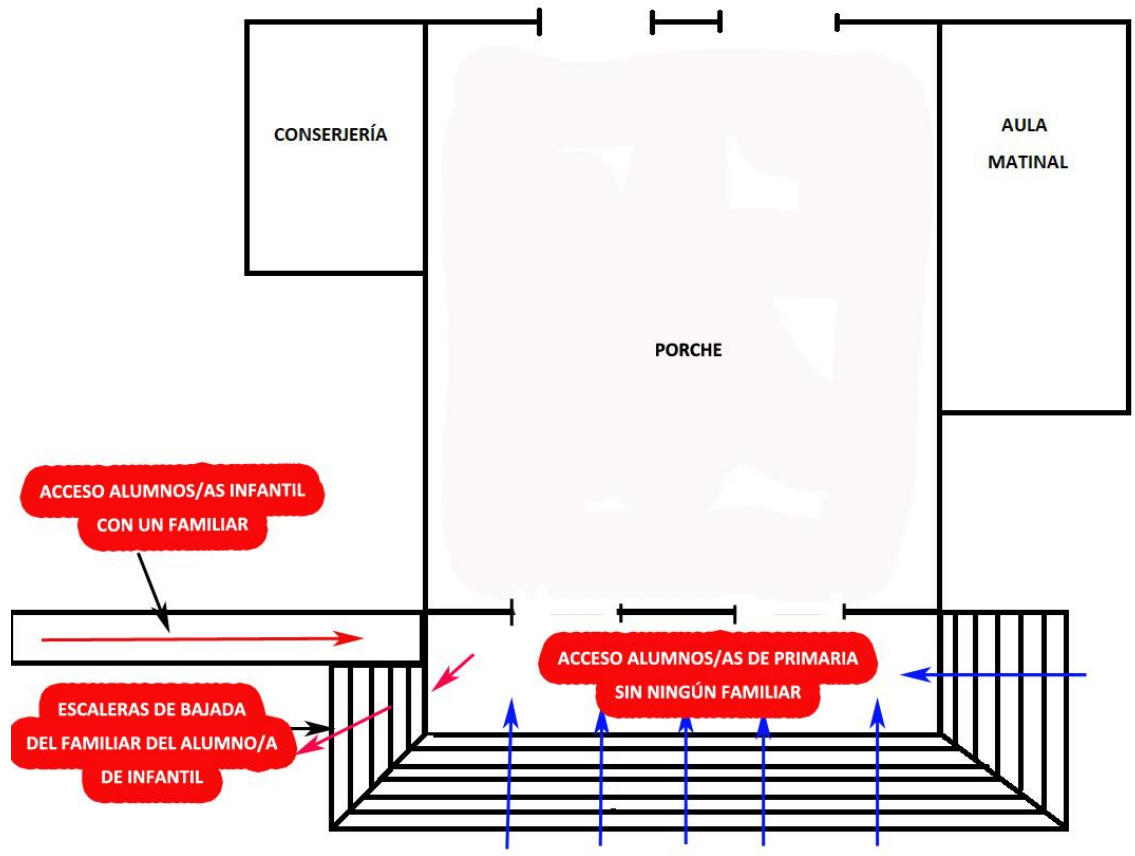 CONSERJERÍA
AULA
MATINAL
PORCHE
ACCESO ALUMNOS/AS INFANTIL
CON UN FAMILIAR
ACCESO ALUMNOS/AS DE PRIMARIA
SIN NINGÚN FAMILIAR
ESCALERAS DE BAJADA
DEL FAMILIAR DEL ALUMNO/A
DE INFANTIL